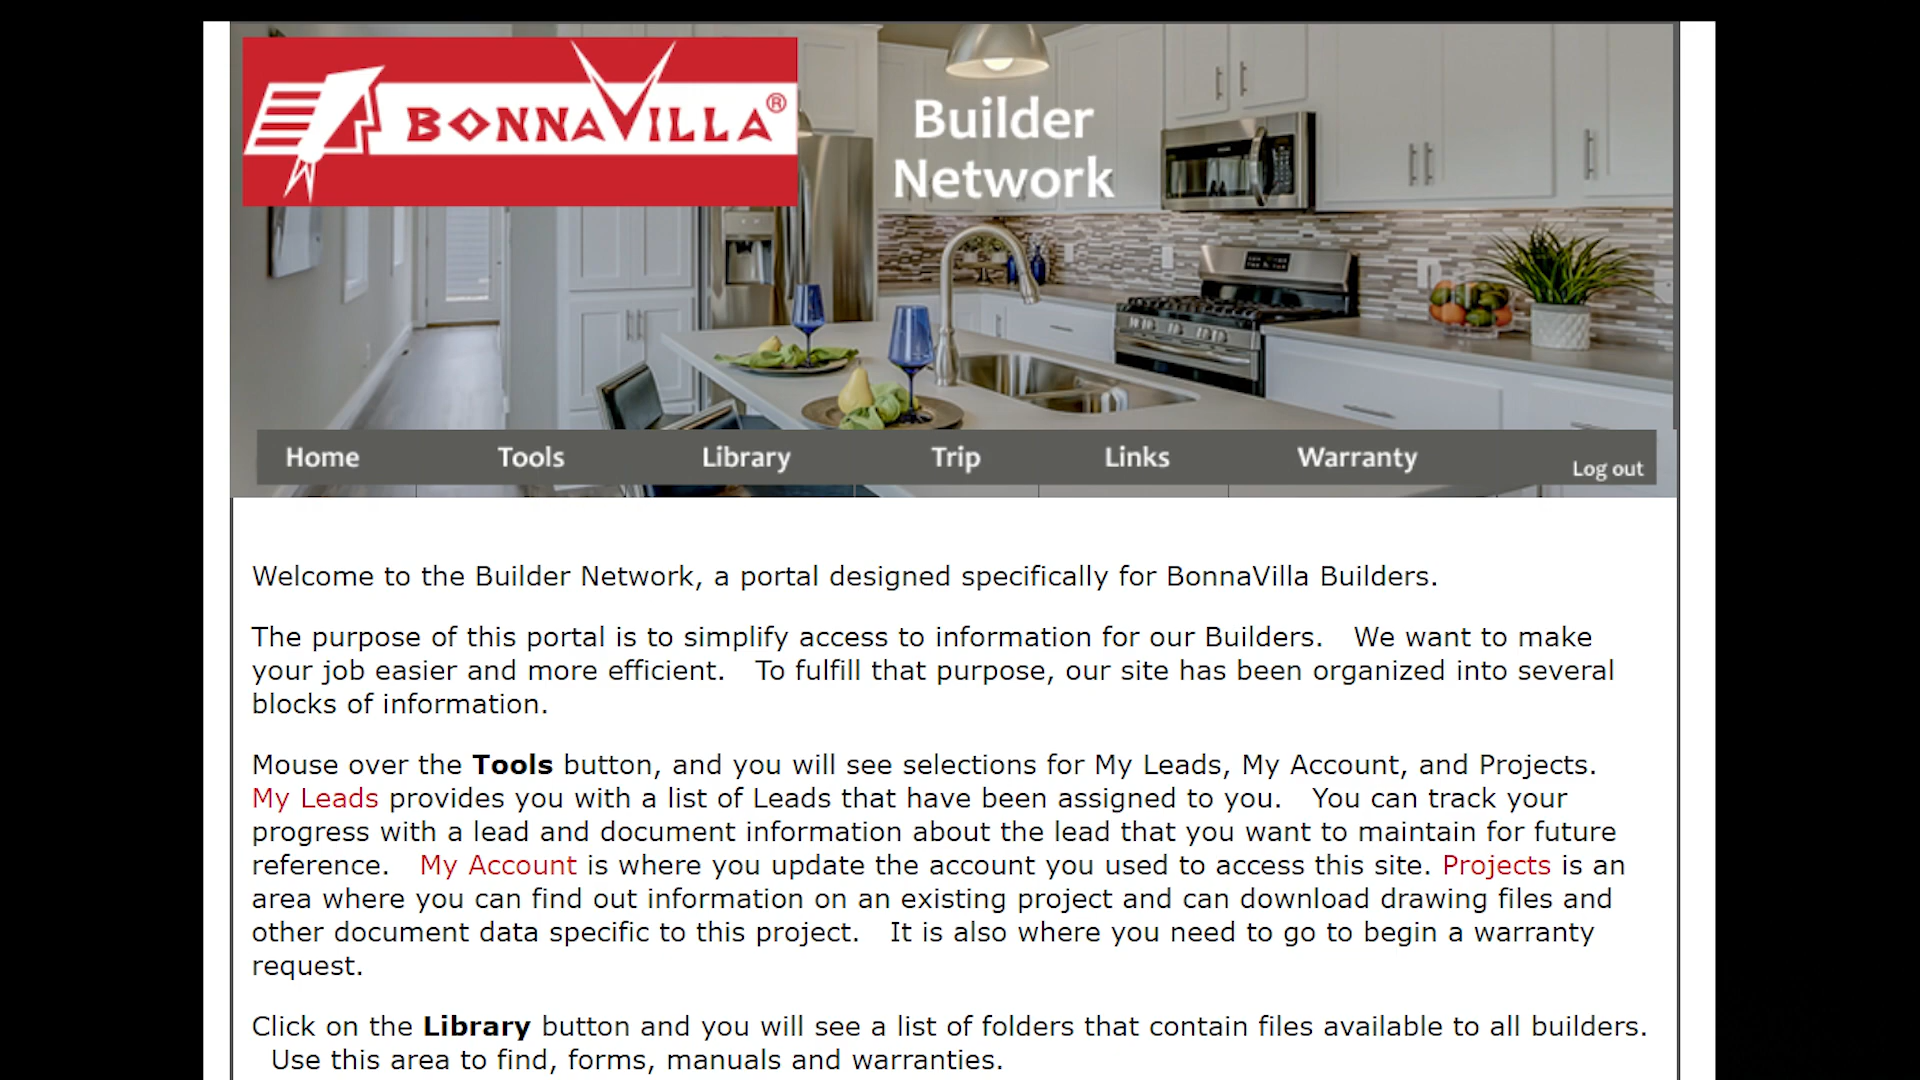 BONNAVILLA®
Builder
Network
Home Tools Library Trip Links Warranty Log out
Welcome to the Builder Network, a portal designed specifically for BonnaVilla Builders.
The purpose of this portal is to simplify access to information for our Builders. We want to make
your job easier and more efficient. To fulfill that purpose, our site has been organized into several
blocks of information.
Mouse over the Tools button, and you will see selections for My Leads, My Account, and Projects.
My Leads provides you with a list of Leads that have been assigned to you. You can track your
progress with a lead and document information about the lead that you want to maintain for future
reference. My Account is where you update the account you used to access this site. Projects is an
area where you can find out information on an existing project and can download drawing files and
other document data specific to this project. It is also where you need to go to begin a warranty
request.
Click on the Library button and you will see a list of folders that contain files available to all builders.
Use this area to find, forms, manuals and warranties.